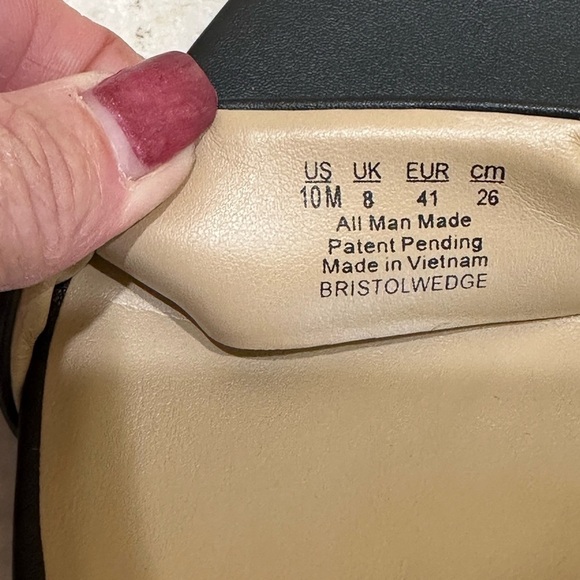 US UK EUR cm
10M 8 41 26
All Man Made
Patent Pending
Made in Vietnam
BRISTOLWEDGE